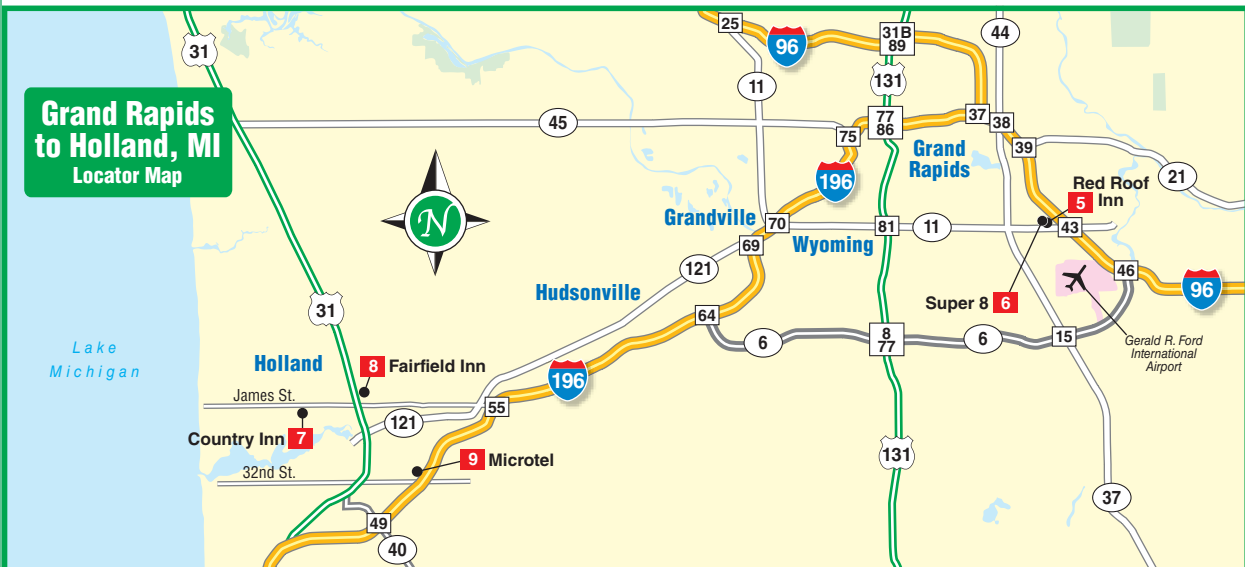 Grand Rapids
to Holland, MI
Locator Map
31
25
96
31B
89
44
131
11
45
75
77
86
37
38
39
Grand
Rapids
196
21
Red Roof
5 Inn
N
Grandville
70
Wyoming
81
11
43
69
121
46
Hudsonville
Super 8 6
96
31
64
6
8
77
6
15
Gerald R. Ford
International
Airport
Lake
Michigan
Holland
8 Fairfield Inn
196
James St.
55
121
Country Inn 7
9 Microtel
131
32nd St.
37
49
40